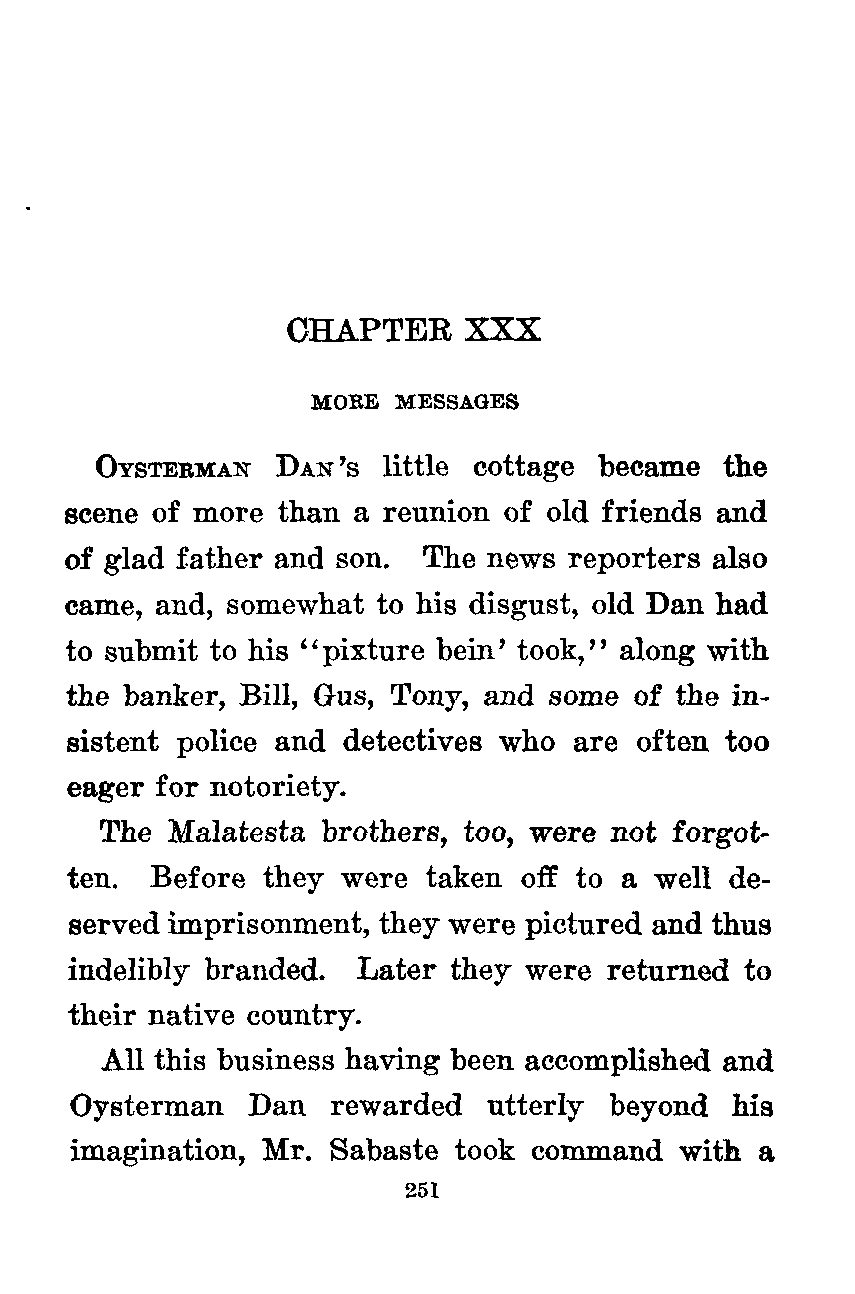 CHAPTER XXX
MORE MESSAGES
OYSTERMAN DAN's little cottage became the
scene of more than a reunion of old friends and
of glad father and son. The news reporters also
came, and, somewhat to his disgust, old Dan had
to submit to his "pixture bein' took," along with
the banker, Bill, Gus, Tony, and some of the in-
sistent police and detectives who are often too
eager for notoriety.
The Malatesta brothers, too, were not forgot-
ten. Before they were taken off to a well de-
served imprisonment, they were pictured and thus
indelibly branded. Later they were returned to
their native country.
All this business having been accomplished and
Oysterman Dan rewarded utterly beyond his
imagination, Mr. Sabaste took command with a
251